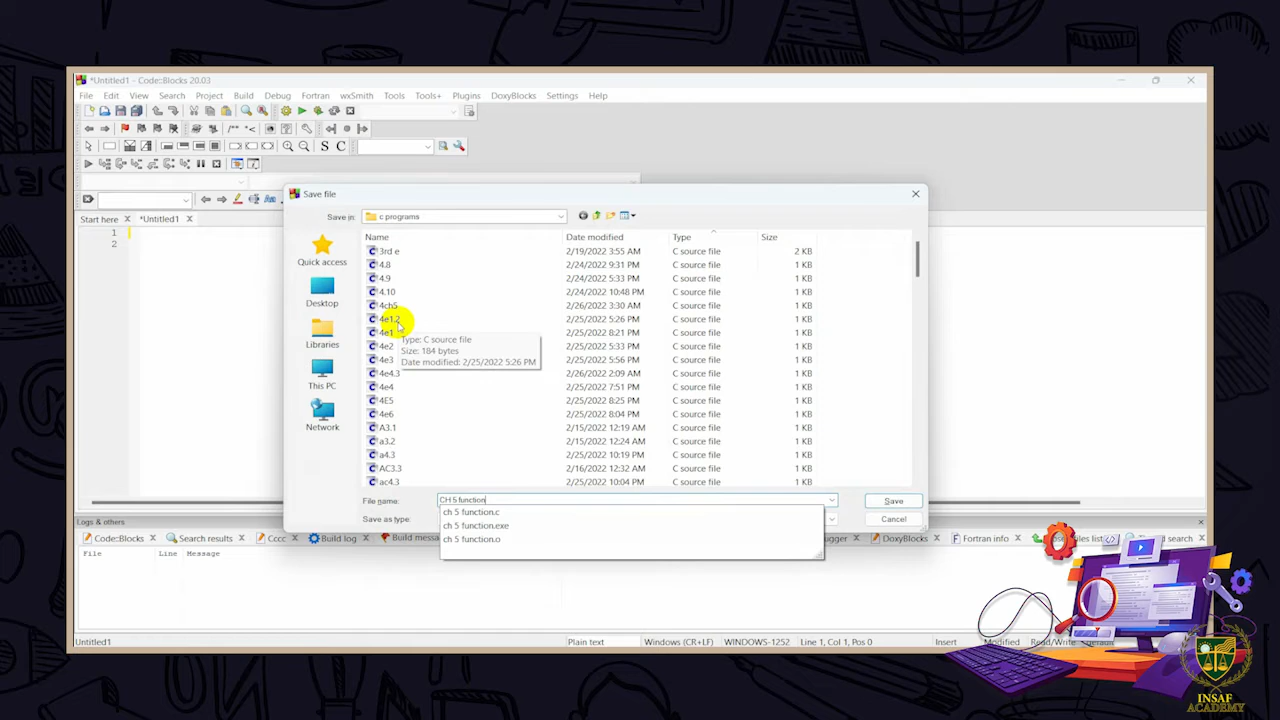 *Untitled1 - Code::Blocks 20.03
File Edit View Search Project Build Debug Fortran wxSmith Tools Tools+ Plugins DoxyBlocks Settings Help
S C
Start here *Untitled1
1
2
Save file
Save in: c programs
Name Date modified Type Size
3rd e 2/19/2022 3:55 AM C source file 2 KB
4.8 2/24/2022 9:31 PM C source file 1 KB
4.9 2/24/2022 5:33 PM C source file 1 KB
4.10 2/24/2022 10:48 PM C source file 1 KB
4ch5 2/26/2022 3:30 AM C source file 1 KB
4e1.2 2/25/2022 5:26 PM C source file 1 KB
4e1 2/25/2022 8:21 PM C source file 1 KB
4e2 2/25/2022 5:33 PM C source file 1 KB
4e3 2/25/2022 5:56 PM C source file 1 KB
4e4.3 2/26/2022 2:09 AM C source file 1 KB
4e4 2/25/2022 7:51 PM C source file 1 KB
4E5 2/25/2022 8:25 PM C source file 1 KB
4e6 2/25/2022 8:04 PM C source file 1 KB
A3.1 2/15/2022 12:19 AM C source file 1 KB
a3.2 2/15/2022 12:24 AM C source file 1 KB
a4.3 2/25/2022 10:19 PM C source file 1 KB
AC3.3 2/16/2022 12:32 AM C source file 1 KB
ac4.3 2/25/2022 10:04 PM C source file 1 KB
Type: C source file
Size: 184 bytes
Date modified: 2/25/2022 5:26 PM
Quick access
Desktop
Libraries
This PC
Network
File name: CH 5 function Save
ch 5 function.c
Save as type: Cancel
ch 5 function.exe
ch 5 function.o
Logs & others
Code::Blocks Search results Cccc Build log Build messa DoxyBlocks Fortran info files list search
File Line Message
Untitled1 Plain text Windows (CR+LF) WINDOWS-1252 Line 1, Col 1, Pos 0 Insert Modified Read/Write default
INSAF
ACADEMY